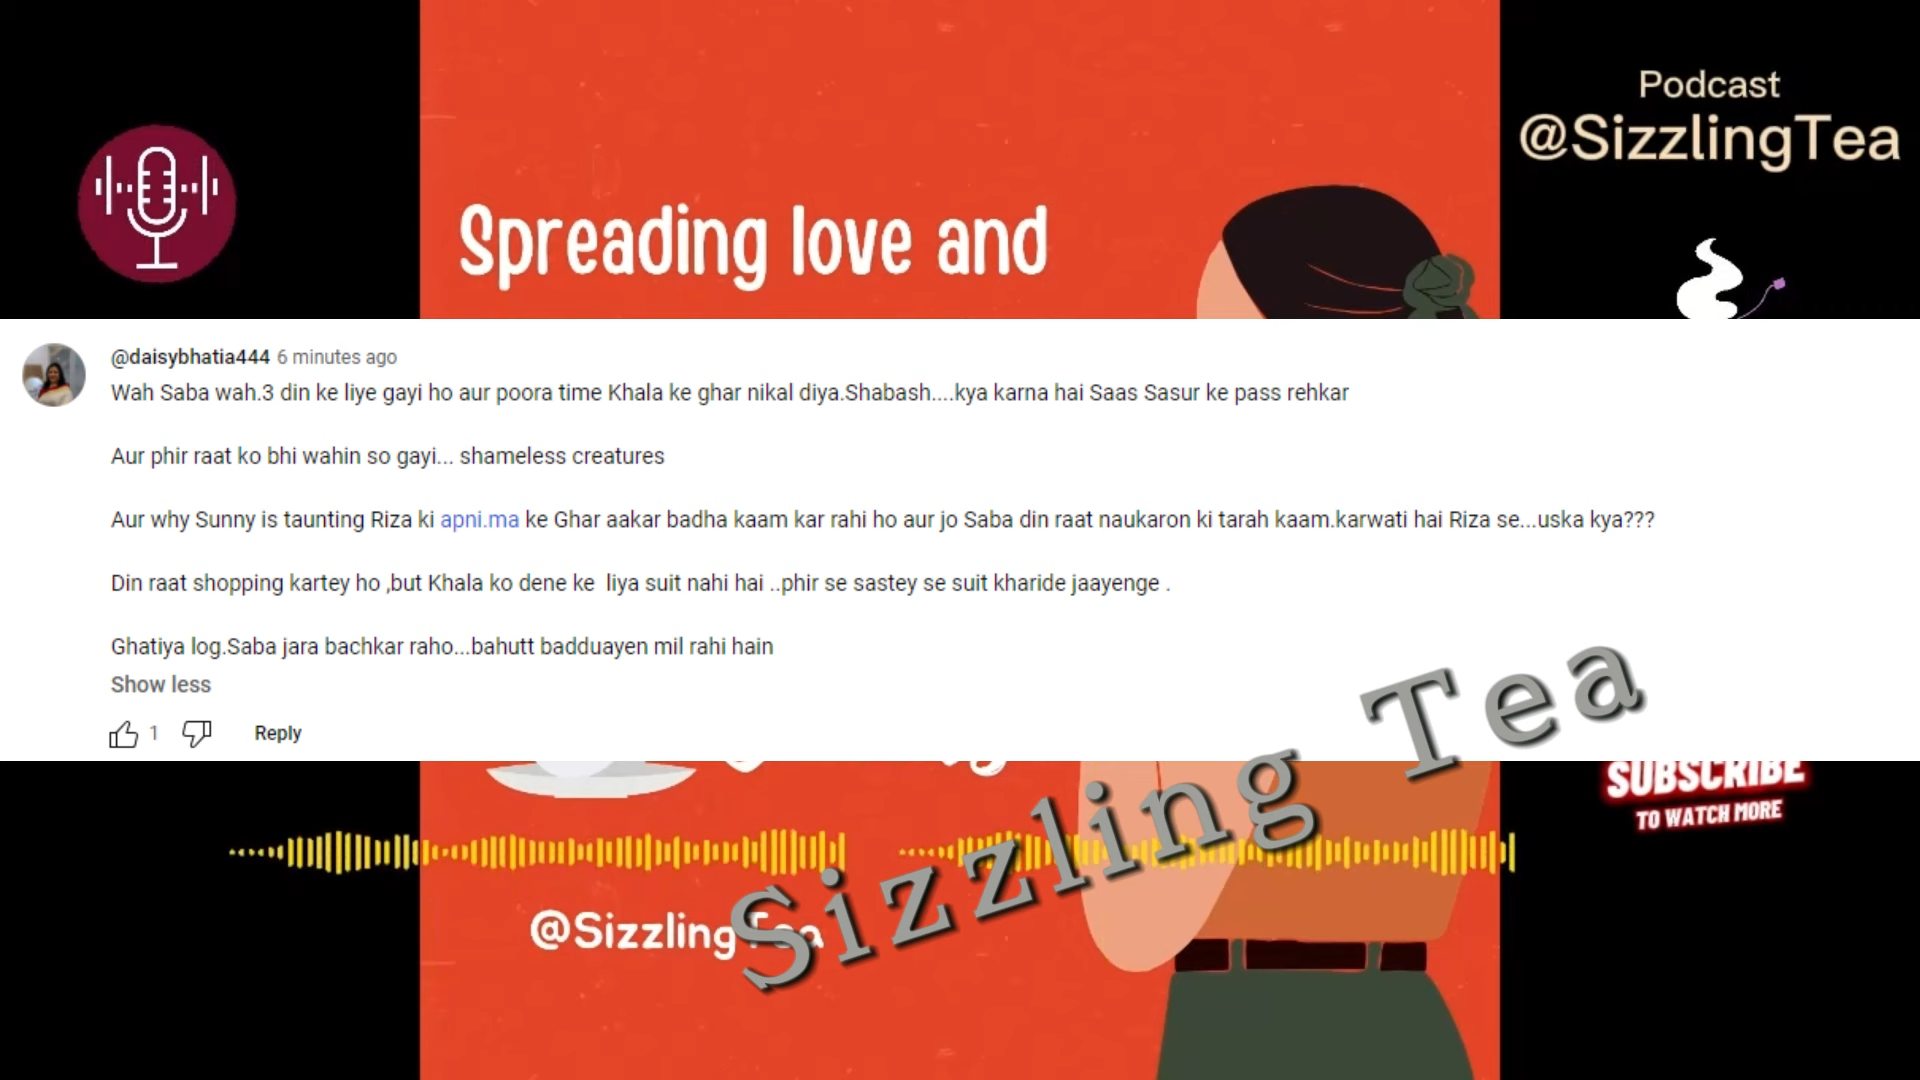 Podcast
@SizzlingTea
Spreading love and
@daisybhatia444 6 minutes ago
Wah Saba wah.3 din ke liye gayi ho aur poora time Khala ke ghar nikal diya.Shabash....kya karna hai Saas Sasur ke pass rehkar
Aur phir raat ko bhi wahin so gayi... shameless creatures
Aur why Sunny is taunting Riza ki apni.ma ke Ghar aakar badha kaam kar rahi ho aur jo Saba din raat naukaron ki tarah kaam.karwati hai Riza se...uska kya???
Din raat shopping kartey ho ,but Khala ko dene ke  liya suit nahi hai ..phir se sastey se suit kharide jaayenge .
Ghatiya log.Saba jara bachkar raho...bahutt badduayen mil rahi hain
Show less
1 Reply
Sizzling Tea
SUBSCRIBE
TO WATCH MORE
@SizzlingTea